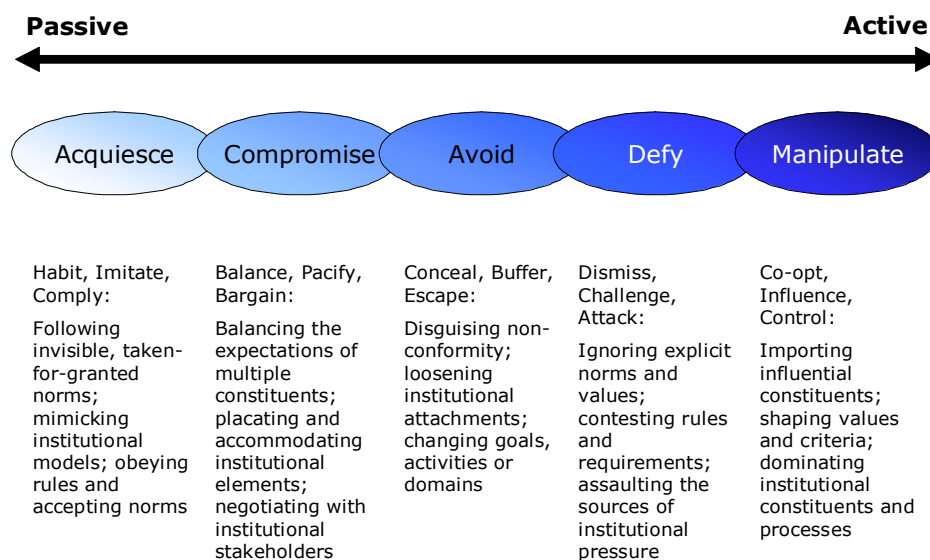 Passive
Active
Acquiesce
Compromise
Avoid
Defy
Manipulate
Habit, Imitate,
Comply:
Following
invisible, taken-
for-granted
norms;
mimicking
institutional
models; obeying
rules and
accepting norms
Balance, Pacify,
Bargain:
Balancing the
expectations of
multiple
constituents;
placating and
accommodating
institutional
elements;
negotiating with
institutional
stakeholders
Conceal, Buffer,
Escape:
Disguising non-
conformity;
loosening
institutional
attachments;
changing goals,
activities or
domains
Dismiss,
Challenge,
Attack:
Ignoring explicit
norms and
values;
contesting rules
and
requirements;
assaulting the
sources of
institutional
pressure
Co-opt,
Influence,
Control:
Importing
influential
constituents;
shaping values
and criteria;
dominating
institutional
constituents and
processes